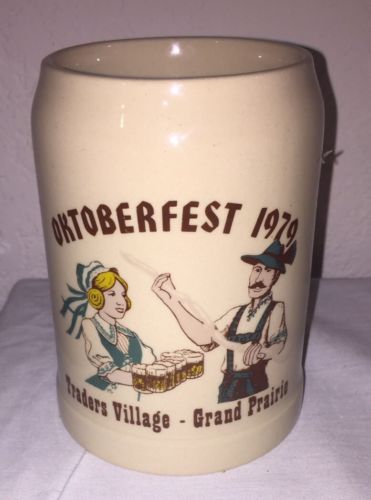 OKTOBERFEST 1979
Traders Village - Grand Prairie